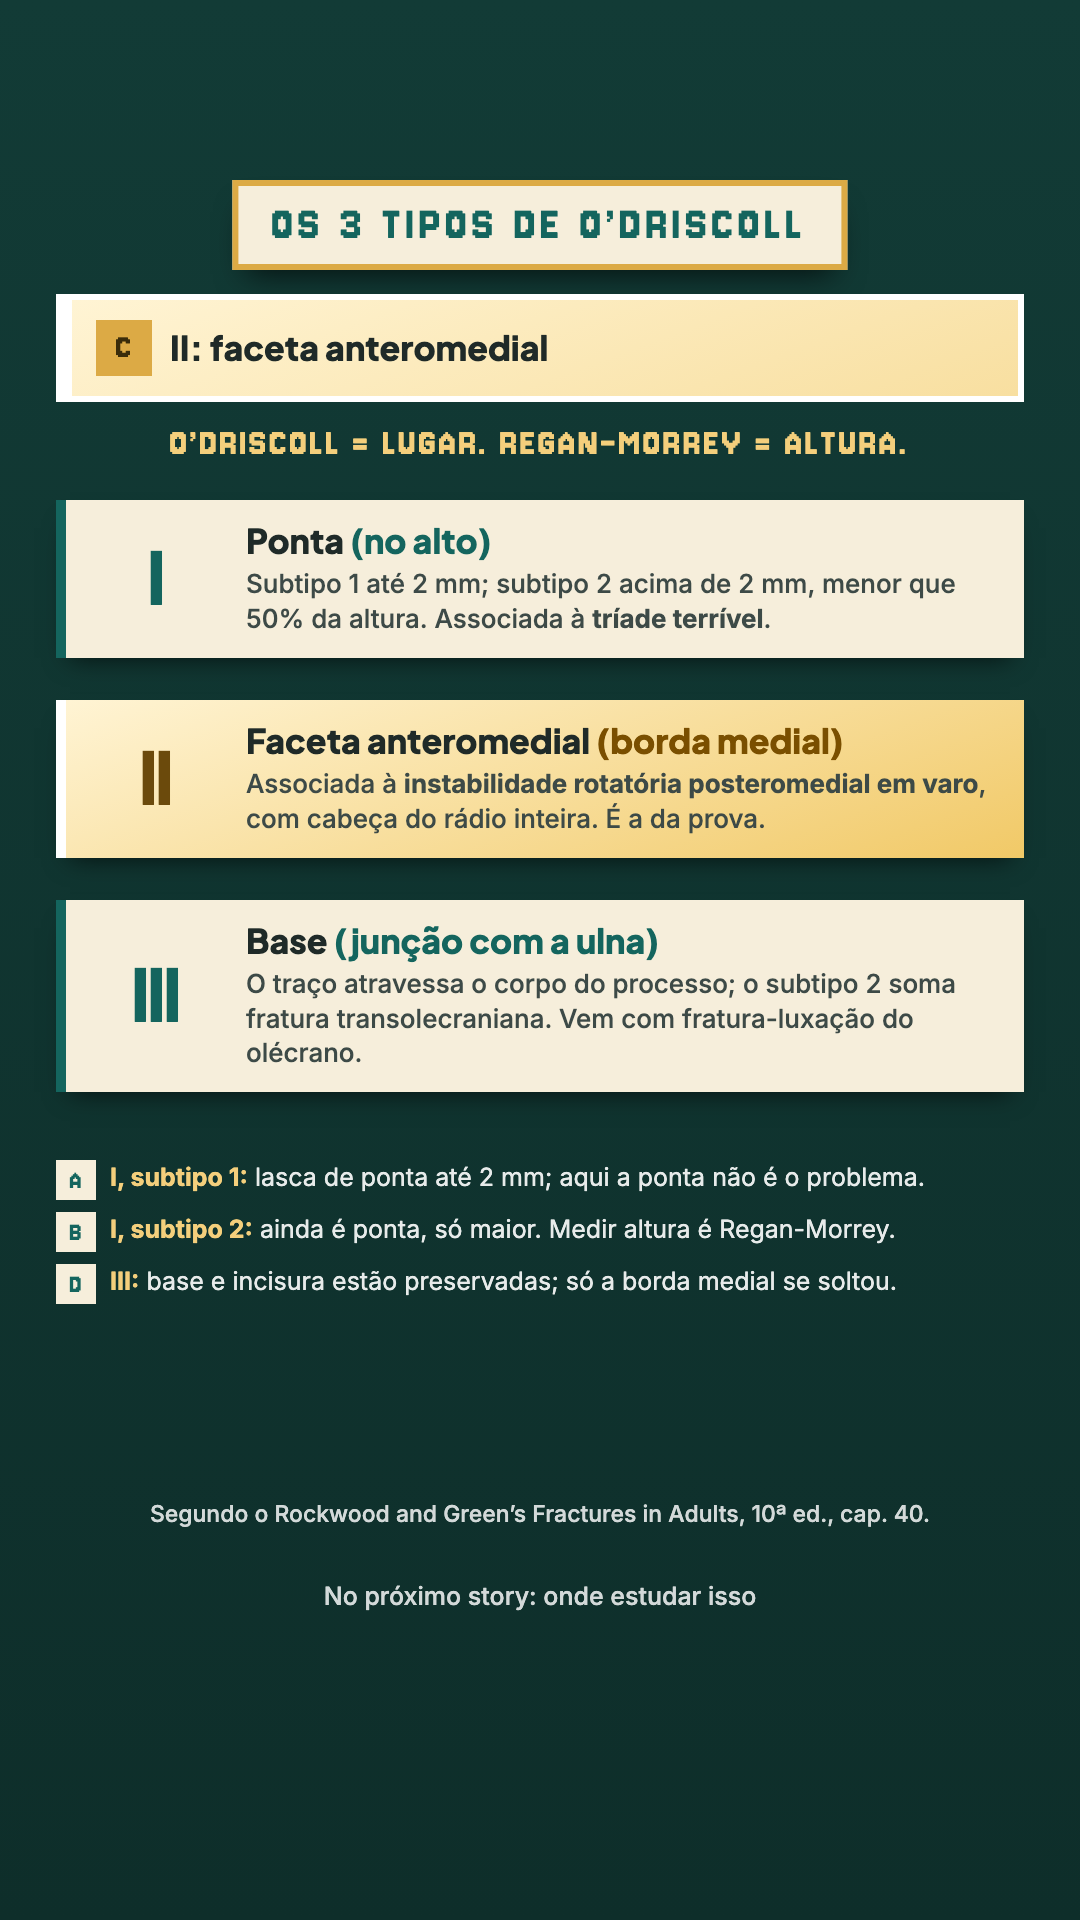 OS 3 TIPOS DE O’DRISCOLL
C II: faceta anteromedial
O’DRISCOLL = LUGAR. REGAN-MORREY = ALTURA.
I
Ponta (no alto)
Subtipo 1 até 2 mm; subtipo 2 acima de 2 mm, menor que
50% da altura. Associada à tríade terrível.
II
Faceta anteromedial (borda medial)
Associada à instabilidade rotatória posteromedial em varo,
com cabeça do rádio inteira. É a da prova.
III
Base (junção com a ulna)
O traço atravessa o corpo do processo; o subtipo 2 soma
fratura transolecraniana. Vem com fratura-luxação do
olécrano.
A I, subtipo 1: lasca de ponta até 2 mm; aqui a ponta não é o problema.
B I, subtipo 2: ainda é ponta, só maior. Medir altura é Regan-Morrey.
D III: base e incisura estão preservadas; só a borda medial se soltou.
Segundo o Rockwood and Green’s Fractures in Adults, 10ª ed., cap. 40.
No próximo story: onde estudar isso